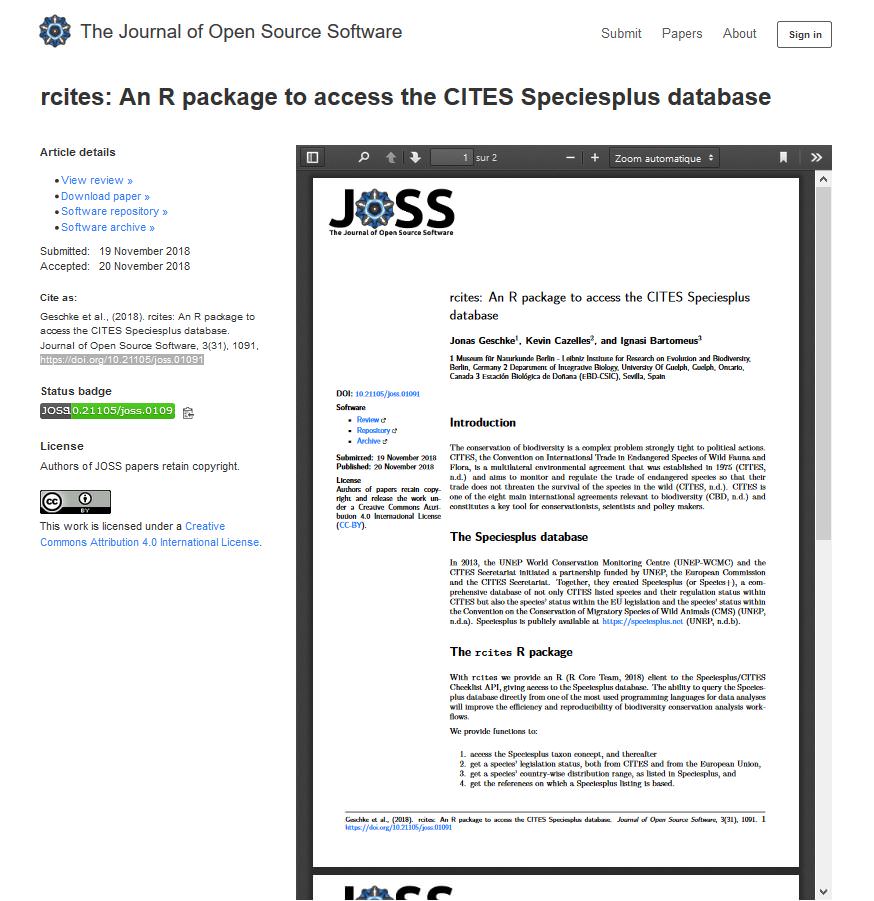 The Journal of Open Source Software
Submit Papers About Sign in
rcites: An R package to access the CITES Speciesplus database
Article details
View review »
Download paper »
Software repository »
Software archive »
Submitted: 19 November 2018
Accepted: 20 November 2018
Cite as:
Geschke et al., (2018). rcites: An R package to
access the CITES Speciesplus database.
Journal of Open Source Software, 3(31), 1091,
https://doi.org/10.21105/joss.01091
Status badge
JOSS 0.21105/joss.0109
License
Authors of JOSS papers retain copyright.
cc BY
This work is licensed under a Creative
Commons Attribution 4.0 International License.
1 sur 2 Zoom automatique
JOSS
The Journal of Open Source Software
rcites: An R package to access the CITES Speciesplus
database
Jonas Geschke1, Kevin Cazelles2, and Ignasi Bartomeus3
1 Museum für Naturkunde Berlin - Leibniz Institute for Research on Evolution and Biodiversity,
Berlin, Germany 2 Department of Integrative Biology, University Of Guelph, Guelph, Ontario,
Canada 3 Estación Biológica de Doñana (EBD-CSIC), Sevilla, Spain
DOI: 10.21105/joss.01091
Software
Review
Repository
Archive
Submitted: 19 November 2018
Published: 20 November 2018
License
Authors of papers retain copy-
right and release the work un-
der a Creative Commons Attri-
bution 4.0 International License
(CC-BY).
Introduction
The conservation of biodiversity is a complex problem strongly tight to political actions.
CITES, the Convention on International Trade in Endangered Species of Wild Fauna and
Flora, is a multilateral environmental agreement that was established in 1975 (CITES,
n.d.) and aims to monitor and regulate the trade of endangered species so that their
trade does not threaten the survival of the species in the wild (CITES, n.d.). CITES is
one of the eight main international agreements relevant to biodiversity (CBD, n.d.) and
constitutes a key tool for conservationists, scientists and policy makers.
The Speciesplus database
In 2013, the UNEP World Conservation Monitoring Centre (UNEP-WCMC) and the
CITES Secretariat initiated a partnership funded by UNEP, the European Commission
and the CITES Secretariat. Together, they created Speciesplus (or Species+), a com-
prehensive database of not only CITES listed species and their regulation status within
CITES but also the species' status within the EU legislation and the species' status within
the Convention on the Conservation of Migratory Species of Wild Animals (CMS) (UNEP,
n.d.a). Speciesplus is publicly available at https://speciesplus.net (UNEP, n.d.b).
The rcites R package
With rcites we provide an R (R Core Team, 2018) client to the Speciesplus/CITES
Checklist API, giving access to the Speciesplus database. The ability to query the Species-
plus database directly from one of the most used programming languages for data analyses
will improve the efficiency and reproducibility of biodiversity conservation analysis work-
flows.
We provide functions to:
1. access the Speciesplus taxon concept, and thereafter
2. get a species' legislation status, both from CITES and from the European Union,
3. get a species' country-wise distribution range, as listed in Speciesplus, and
4. get the references on which a Speciesplus listing is based.
Geschke et al., (2018). rcites: An R package to access the CITES Speciesplus database. Journal of Open Source Software, 3(31), 1091. 1
https://doi.org/10.21105/joss.01091
JOSS